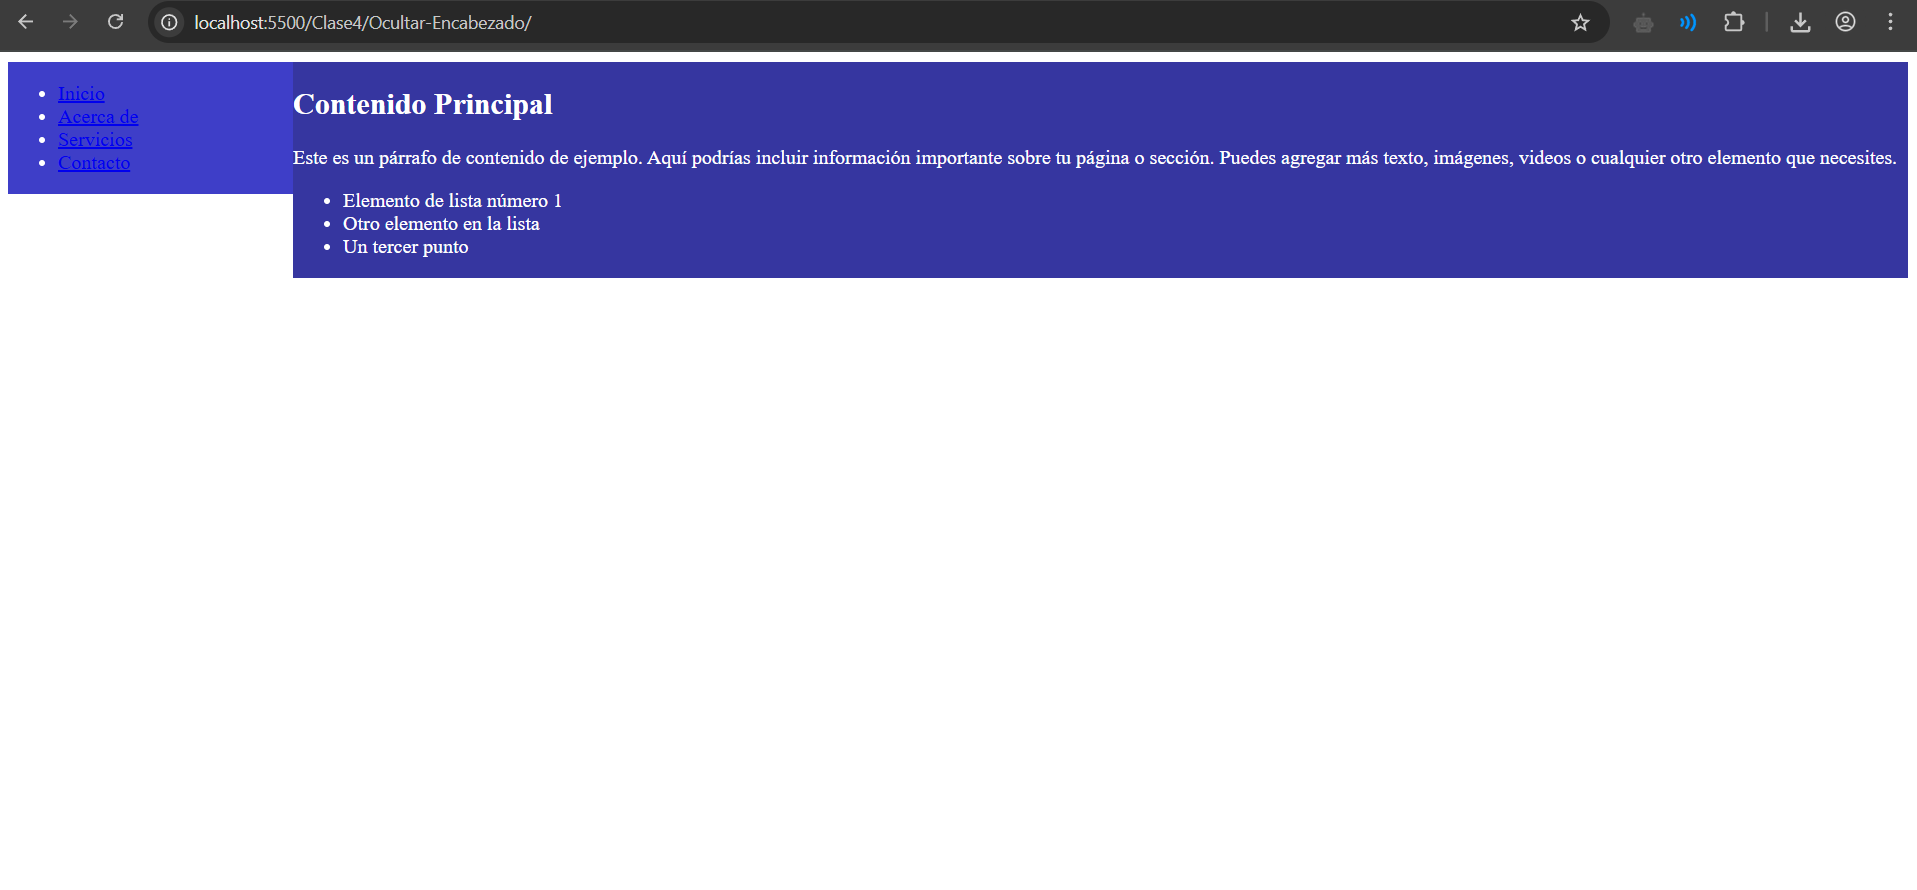 localhost:5500/Clase4/Ocultar-Encabezado/
Inicio
Acerca de
Servicios
Contacto
Contenido Principal
Este es un párrafo de contenido de ejemplo. Aquí podrías incluir información importante sobre tu página o sección. Puedes agregar más texto, imágenes, videos o cualquier otro elemento que necesites.
Elemento de lista número 1
Otro elemento en la lista
Un tercer punto